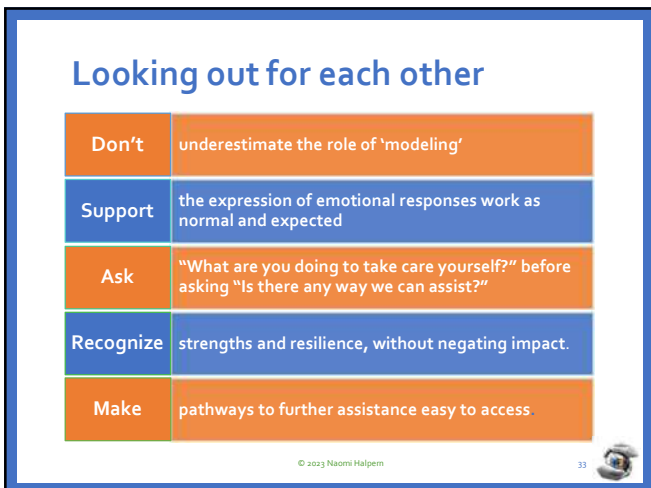 Looking out for each other
Don’t
underestimate the role of ‘modeling’
Support
the expression of emotional responses work as
normal and expected
Ask
“What are you doing to take care yourself?” before
asking “Is there any way we can assist?”
Recognize
strengths and resilience, without negating impact.
Make
pathways to further assistance easy to access.
© 2023 Naomi Halpern
33